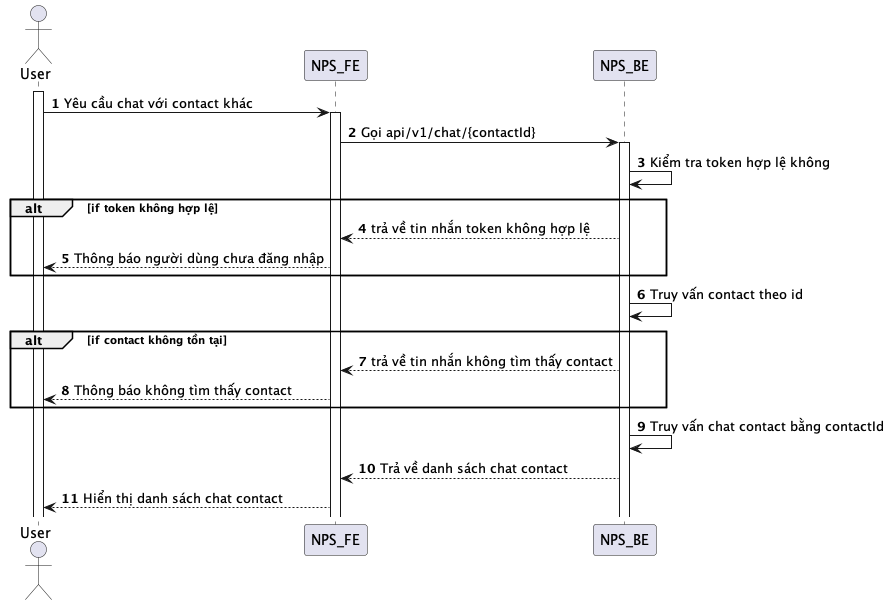 User
NPS_FE
NPS_BE
1 Yêu cầu chat với contact khác
2 Gọi api/v1/chat/{contactId}
3 Kiểm tra token hợp lệ không
alt [if token không hợp lệ]
4 trả về tin nhắn token không hợp lệ
5 Thông báo người dùng chưa đăng nhập
6 Truy vấn contact theo id
alt [if contact không tồn tại]
7 trả về tin nhắn không tìm thấy contact
8 Thông báo không tìm thấy contact
9 Truy vấn chat contact bằng contactId
10 Trả về danh sách chat contact
11 Hiển thị danh sách chat contact
User
NPS_FE
NPS_BE